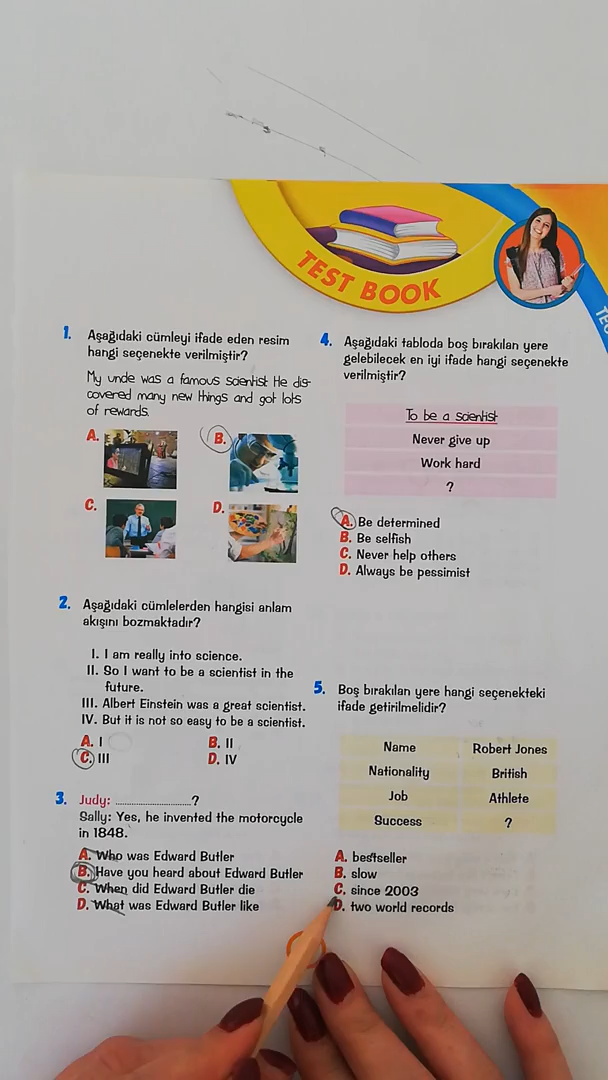 TEST BOOK
1. Aşağıdaki cümleyi ifade eden resim
hangi seçenekte verilmiştir?
My uncle was a famous scientist. He dis-
covered many new things and got lots
of rewards.
A.
B.
C.
D.
2. Aşağıdaki cümlelerden hangisi anlam
akışını bozmaktadır?
I. I am really into science.
II. So I want to be a scientist in the
future.
III. Albert Einstein was a great scientist.
IV. But it is not so easy to be a scientist.
A. I
B. II
C. III
D. IV
3. Judy: ..............................?
Sally: Yes, he invented the motorcycle
in 1848.
A. Who was Edward Butler
B. Have you heard about Edward Butler
C. When did Edward Butler die
D. What was Edward Butler like
4. Aşağıdaki tabloda boş bırakılan yere
gelebilecek en iyi ifade hangi seçenekte
verilmiştir?
To be a scientist
Never give up
Work hard
?
A. Be determined
B. Be selfish
C. Never help others
D. Always be pessimist
5. Boş bırakılan yere hangi seçenekteki
ifade getirilmelidir?
Name Robert Jones
Nationality British
Job Athlete
Success ?
A. bestseller
B. slow
C. since 2003
D. two world records